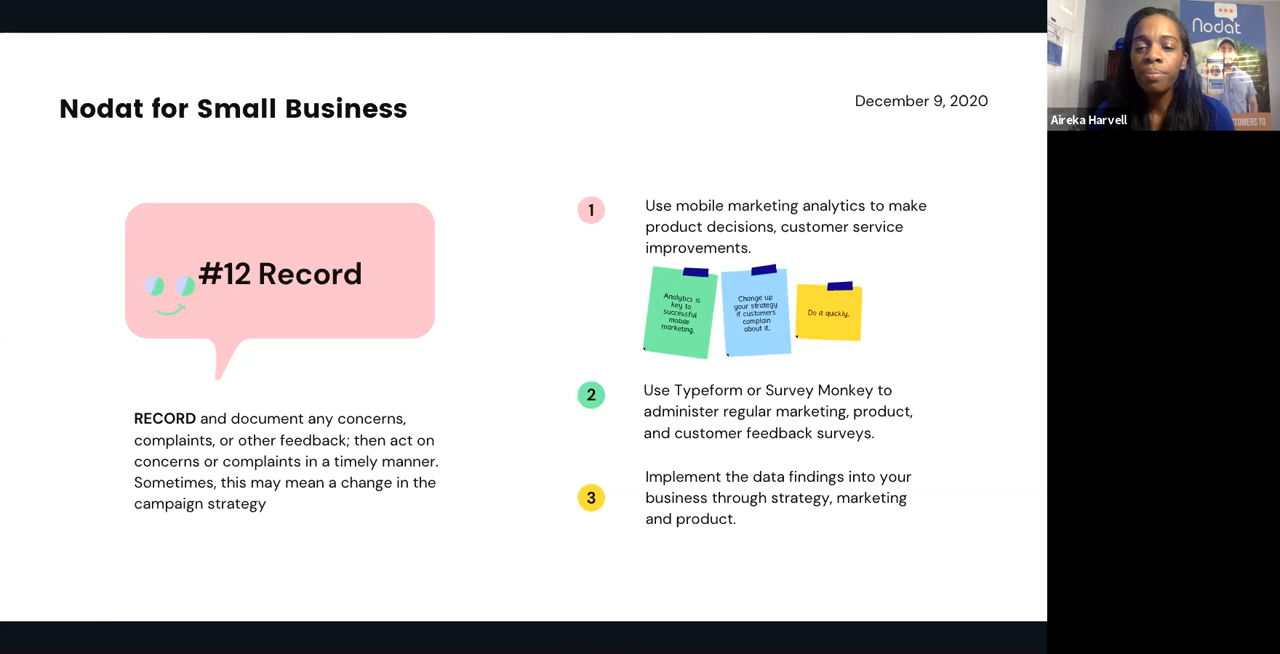 Nodat for Small Business
December 9, 2020
#12 Record
RECORD and document any concerns,
complaints, or other feedback; then act on
concerns or complaints in a timely manner.
Sometimes, this may mean a change in the
campaign strategy
1
Use mobile marketing analytics to make
product decisions, customer service
improvements.
Analytics is
key to
successful
mobile
marketing.
Change up
your strategy
if customers
complain
about it.
Do it quickly.
2
Use Typeform or Survey Monkey to
administer regular marketing, product,
and customer feedback surveys.
3
Implement the data findings into your
business through strategy, marketing
and product.
Nodat
TOMERS TO
Aireka Harvell